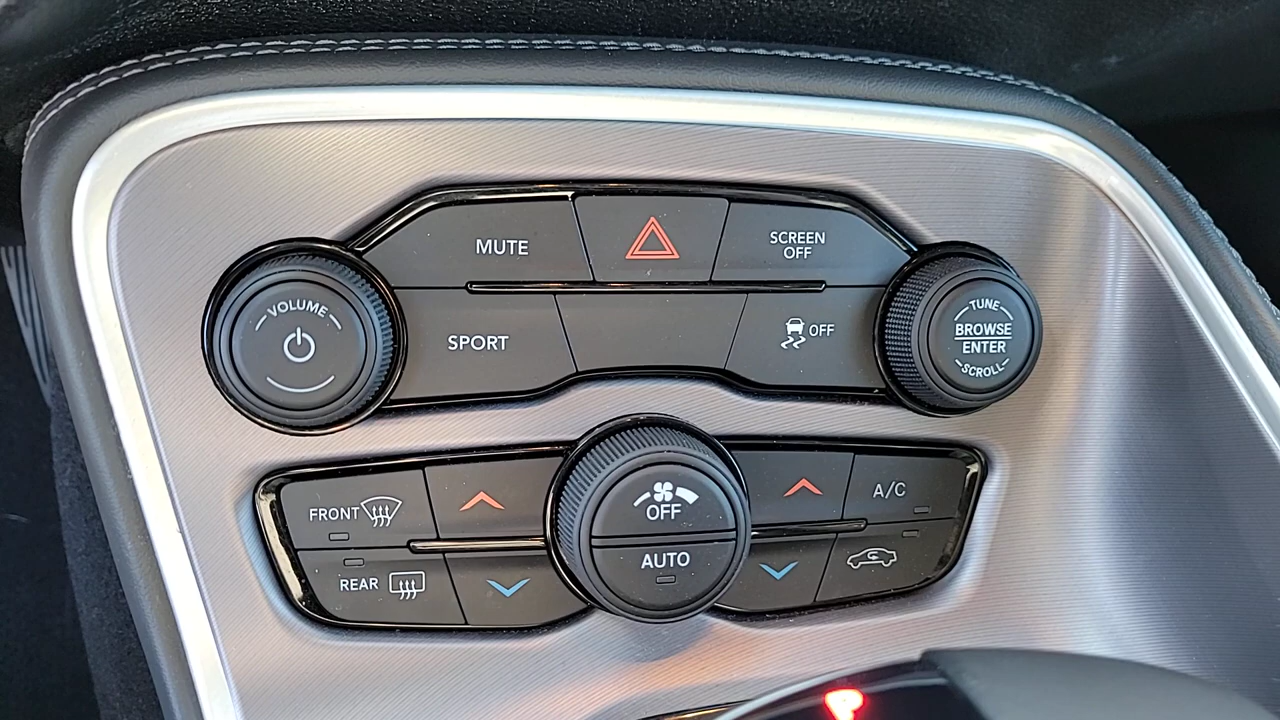 MUTE
SCREEN
OFF
VOLUME
SPORT
OFF
TUNE
BROWSE
ENTER
SCROLL
FRONT
OFF
A/C
REAR
AUTO
P